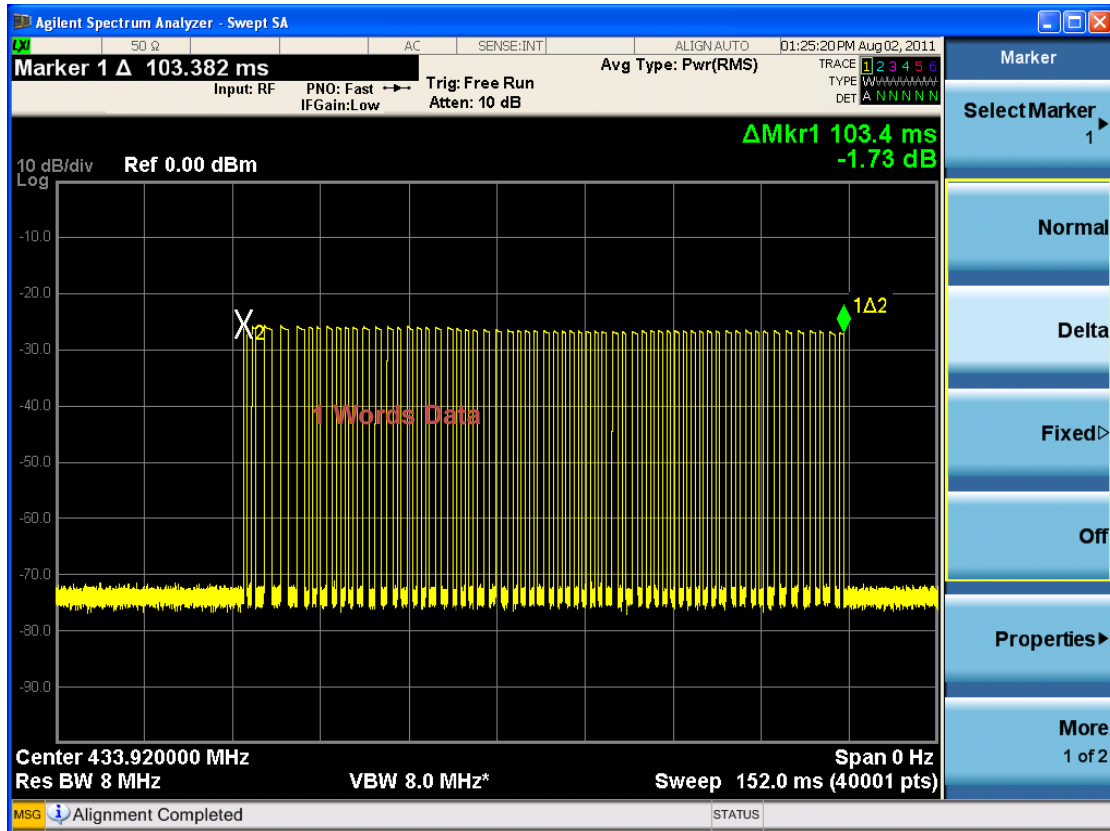 Agilent Spectrum Analyzer - Swept SA
LXI 50 Ω AC SENSE:INT ALIGN AUTO 01:25:20 PM Aug 02, 2011
Marker 1 Δ 103.382 ms
Input: RF
PNO: Fast
IFGain:Low
Trig: Free Run
Atten: 10 dB
Avg Type: Pwr(RMS)
TRACE 1 2 3 4 5 6
TYPE WWWWWW
DET A N N N N N
ΔMkr1 103.4 ms
-1.73 dB
10 dB/div Ref 0.00 dBm
Log
-10.0
-20.0
-30.0
-40.0
-50.0
-60.0
-70.0
-80.0
-90.0
X2
1Δ2
1 Words Data
Center 433.920000 MHz Span 0 Hz
Res BW 8 MHz VBW 8.0 MHz* Sweep 152.0 ms (40001 pts)
MSG Alignment Completed STATUS
Marker
Select Marker
1
Normal
Delta
Fixed
Off
Properties
More
1 of 2